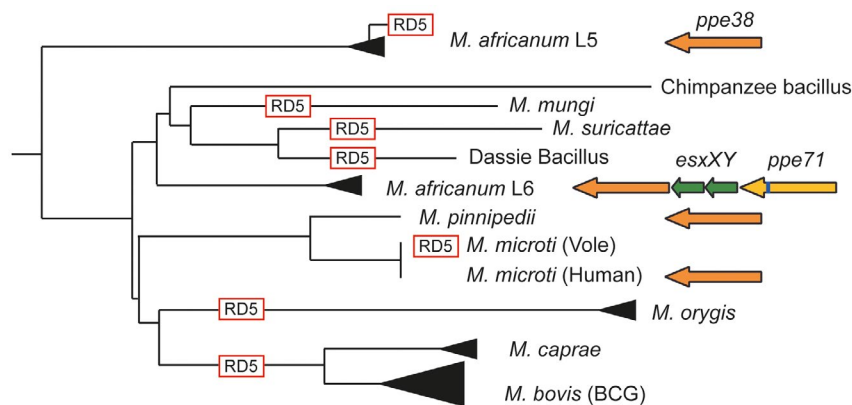 RD5
ppe38
M. africanum L5
Chimpanzee bacillus
RD5 M. mungi
RD5 M. suricattae
RD5 Dassie Bacillus
esxXY ppe71
M. africanum L6
M. pinnipedii
RD5 M. microti (Vole)
M. microti (Human)
RD5 M. orygis
M. caprae
RD5
M. bovis (BCG)